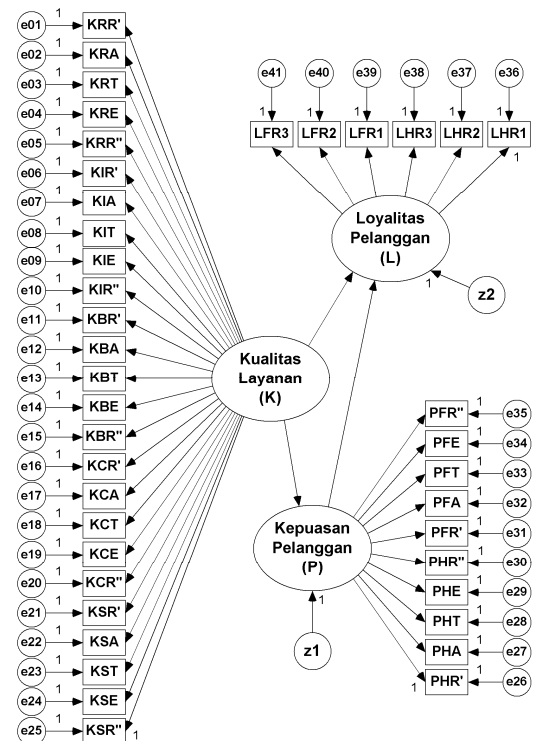 e01 1 KRR'
e02 1 KRA
e03 1 KRT
e04 1 KRE
e05 1 KRR"
e06 1 KIR'
e07 1 KIA
e08 1 KIT
e09 1 KIE
e10 1 KIR"
e11 1 KBR'
e12 1 KBA
e13 1 KBT
e14 1 KBE
e15 1 KBR"
e16 1 KCR'
e17 1 KCA
e18 1 KCT
e19 1 KCE
e20 1 KCR"
e21 1 KSR'
e22 1 KSA
e23 1 KST
e24 1 KSE
e25 1 KSR" 1
Kualitas
Layanan
(K)
e41 e40 e39 e38 e37 e36
1 1 1 1 1 1
LFR3 LFR2 LFR1 LHR3 LHR2 LHR1
1
Loyalitas
Pelanggan
(L)
1
z2
Kepuasan
Pelanggan
(P)
1
z1
PFR" 1 e35
PFE 1 e34
PFT 1 e33
PFA 1 e32
PFR' 1 e31
PHR" 1 e30
PHE 1 e29
PHT 1 e28
PHA 1 e27
1 PHR' 1 e26